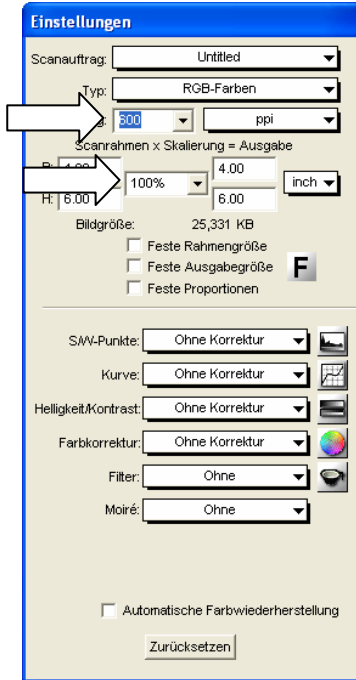 Einstellungen
Scanauftrag: Untitled
Typ: RGB-Farben
600 ppi
Scanrahmen x Skalierung = Ausgabe
100% 4.00 inch
H: 6.00 6.00
Bildgröße: 25,331 KB
Feste Rahmengröße
Feste Ausgabegröße F
Feste Proportionen
S/W-Punkte: Ohne Korrektur
Kurve: Ohne Korrektur
Helligkeit/Kontrast: Ohne Korrektur
Farbkorrektur: Ohne Korrektur
Filter: Ohne
Moiré: Ohne
Automatische Farbwiederherstellung
Zurücksetzen